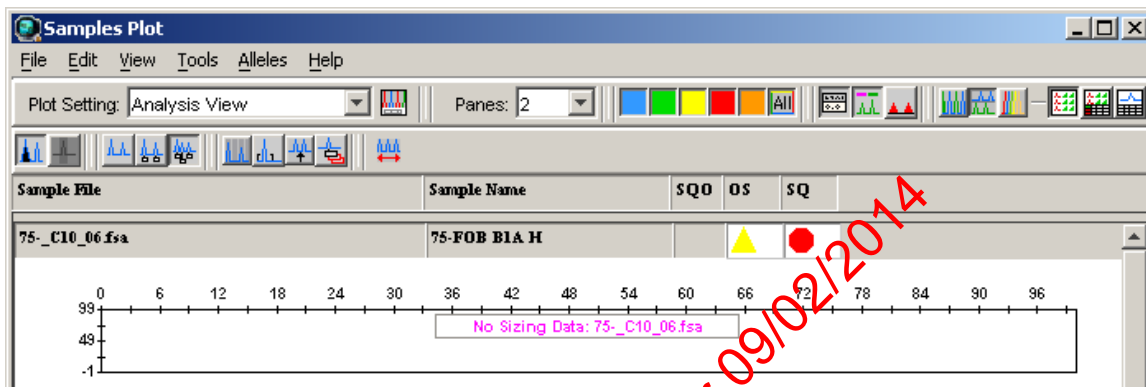 Samples Plot
File Edit View Tools Alleles Help
Plot Setting: Analysis View Panes: 2 All
Sample File Sample Name SQO OS SQ
75-_C10_06.fsa 75-FOB B1A H
0 6 12 18 24 30 36 42 48 54 60 66 72 78 84 90 96
99
49
-1
No Sizing Data: 75-_C10_06.fsa
09/02/2014